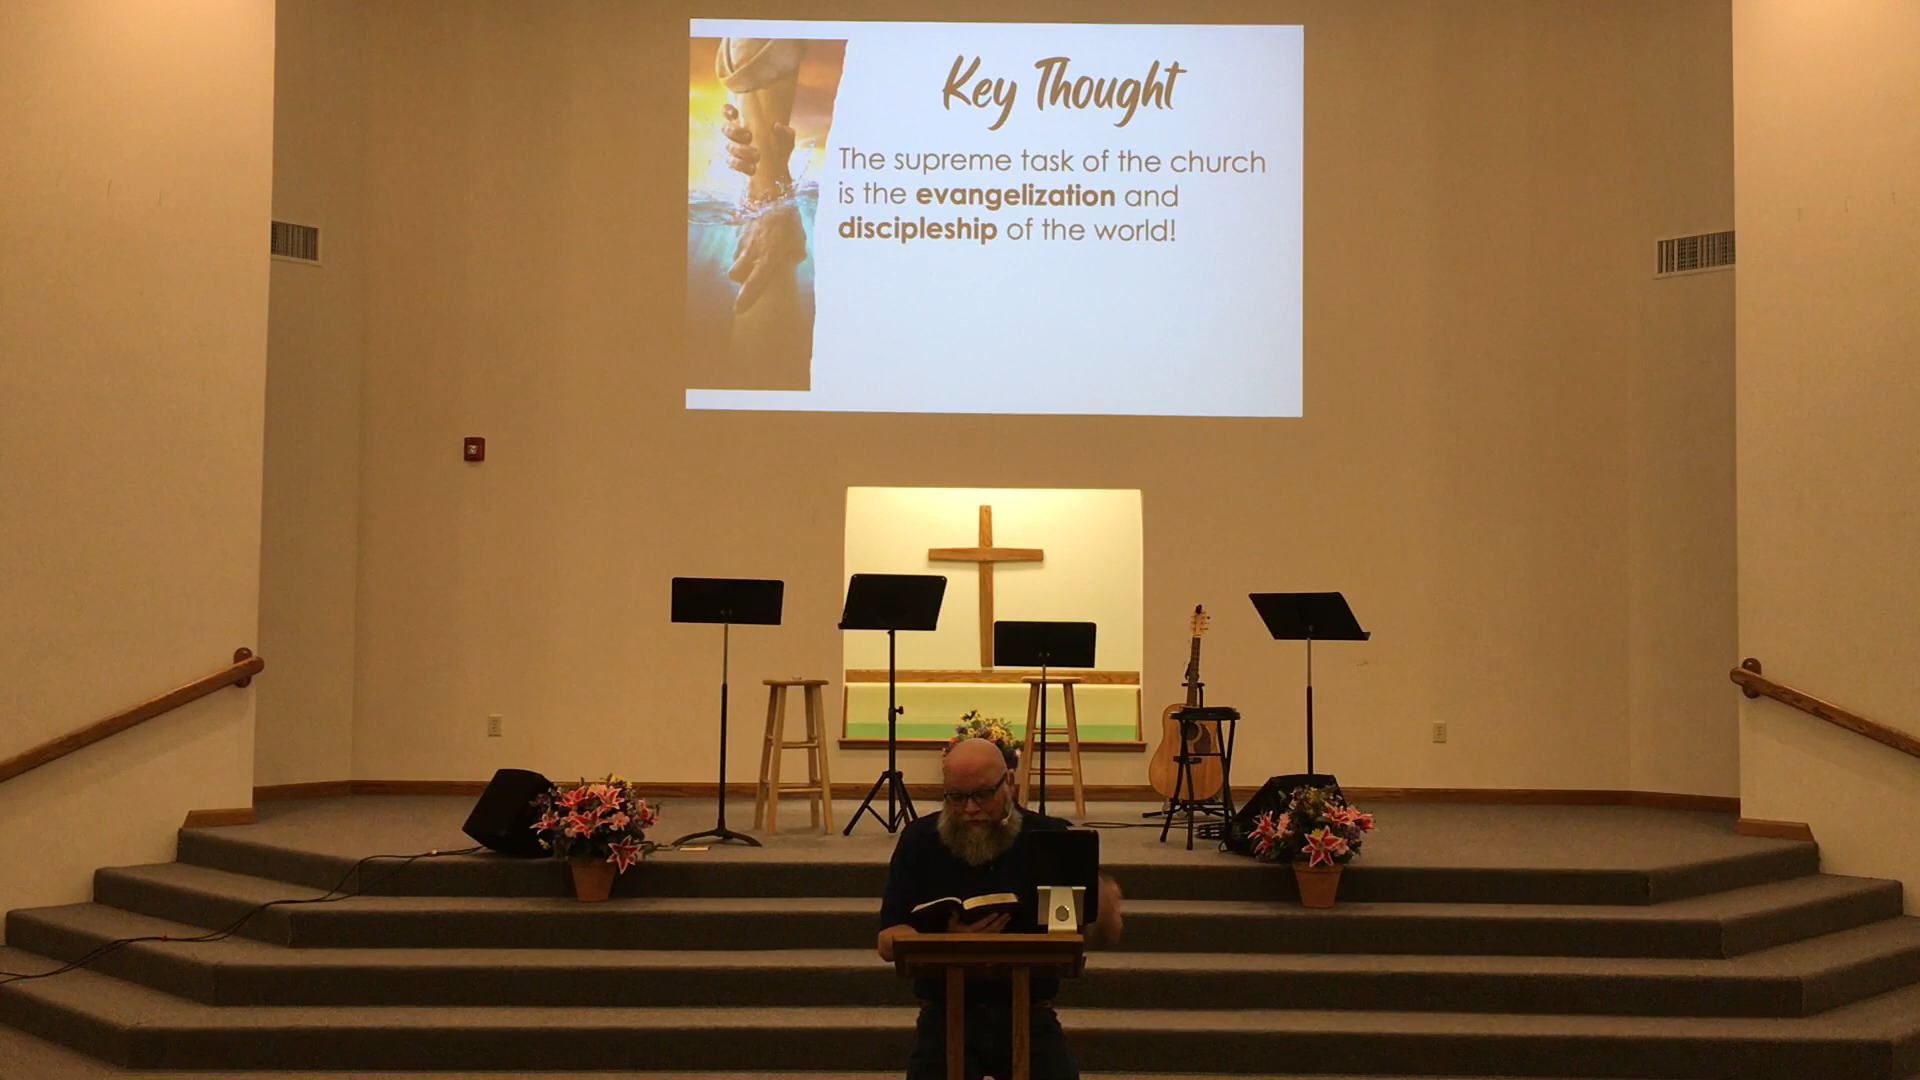 Key Thought
The supreme task of the church
is the evangelization and
discipleship of the world!